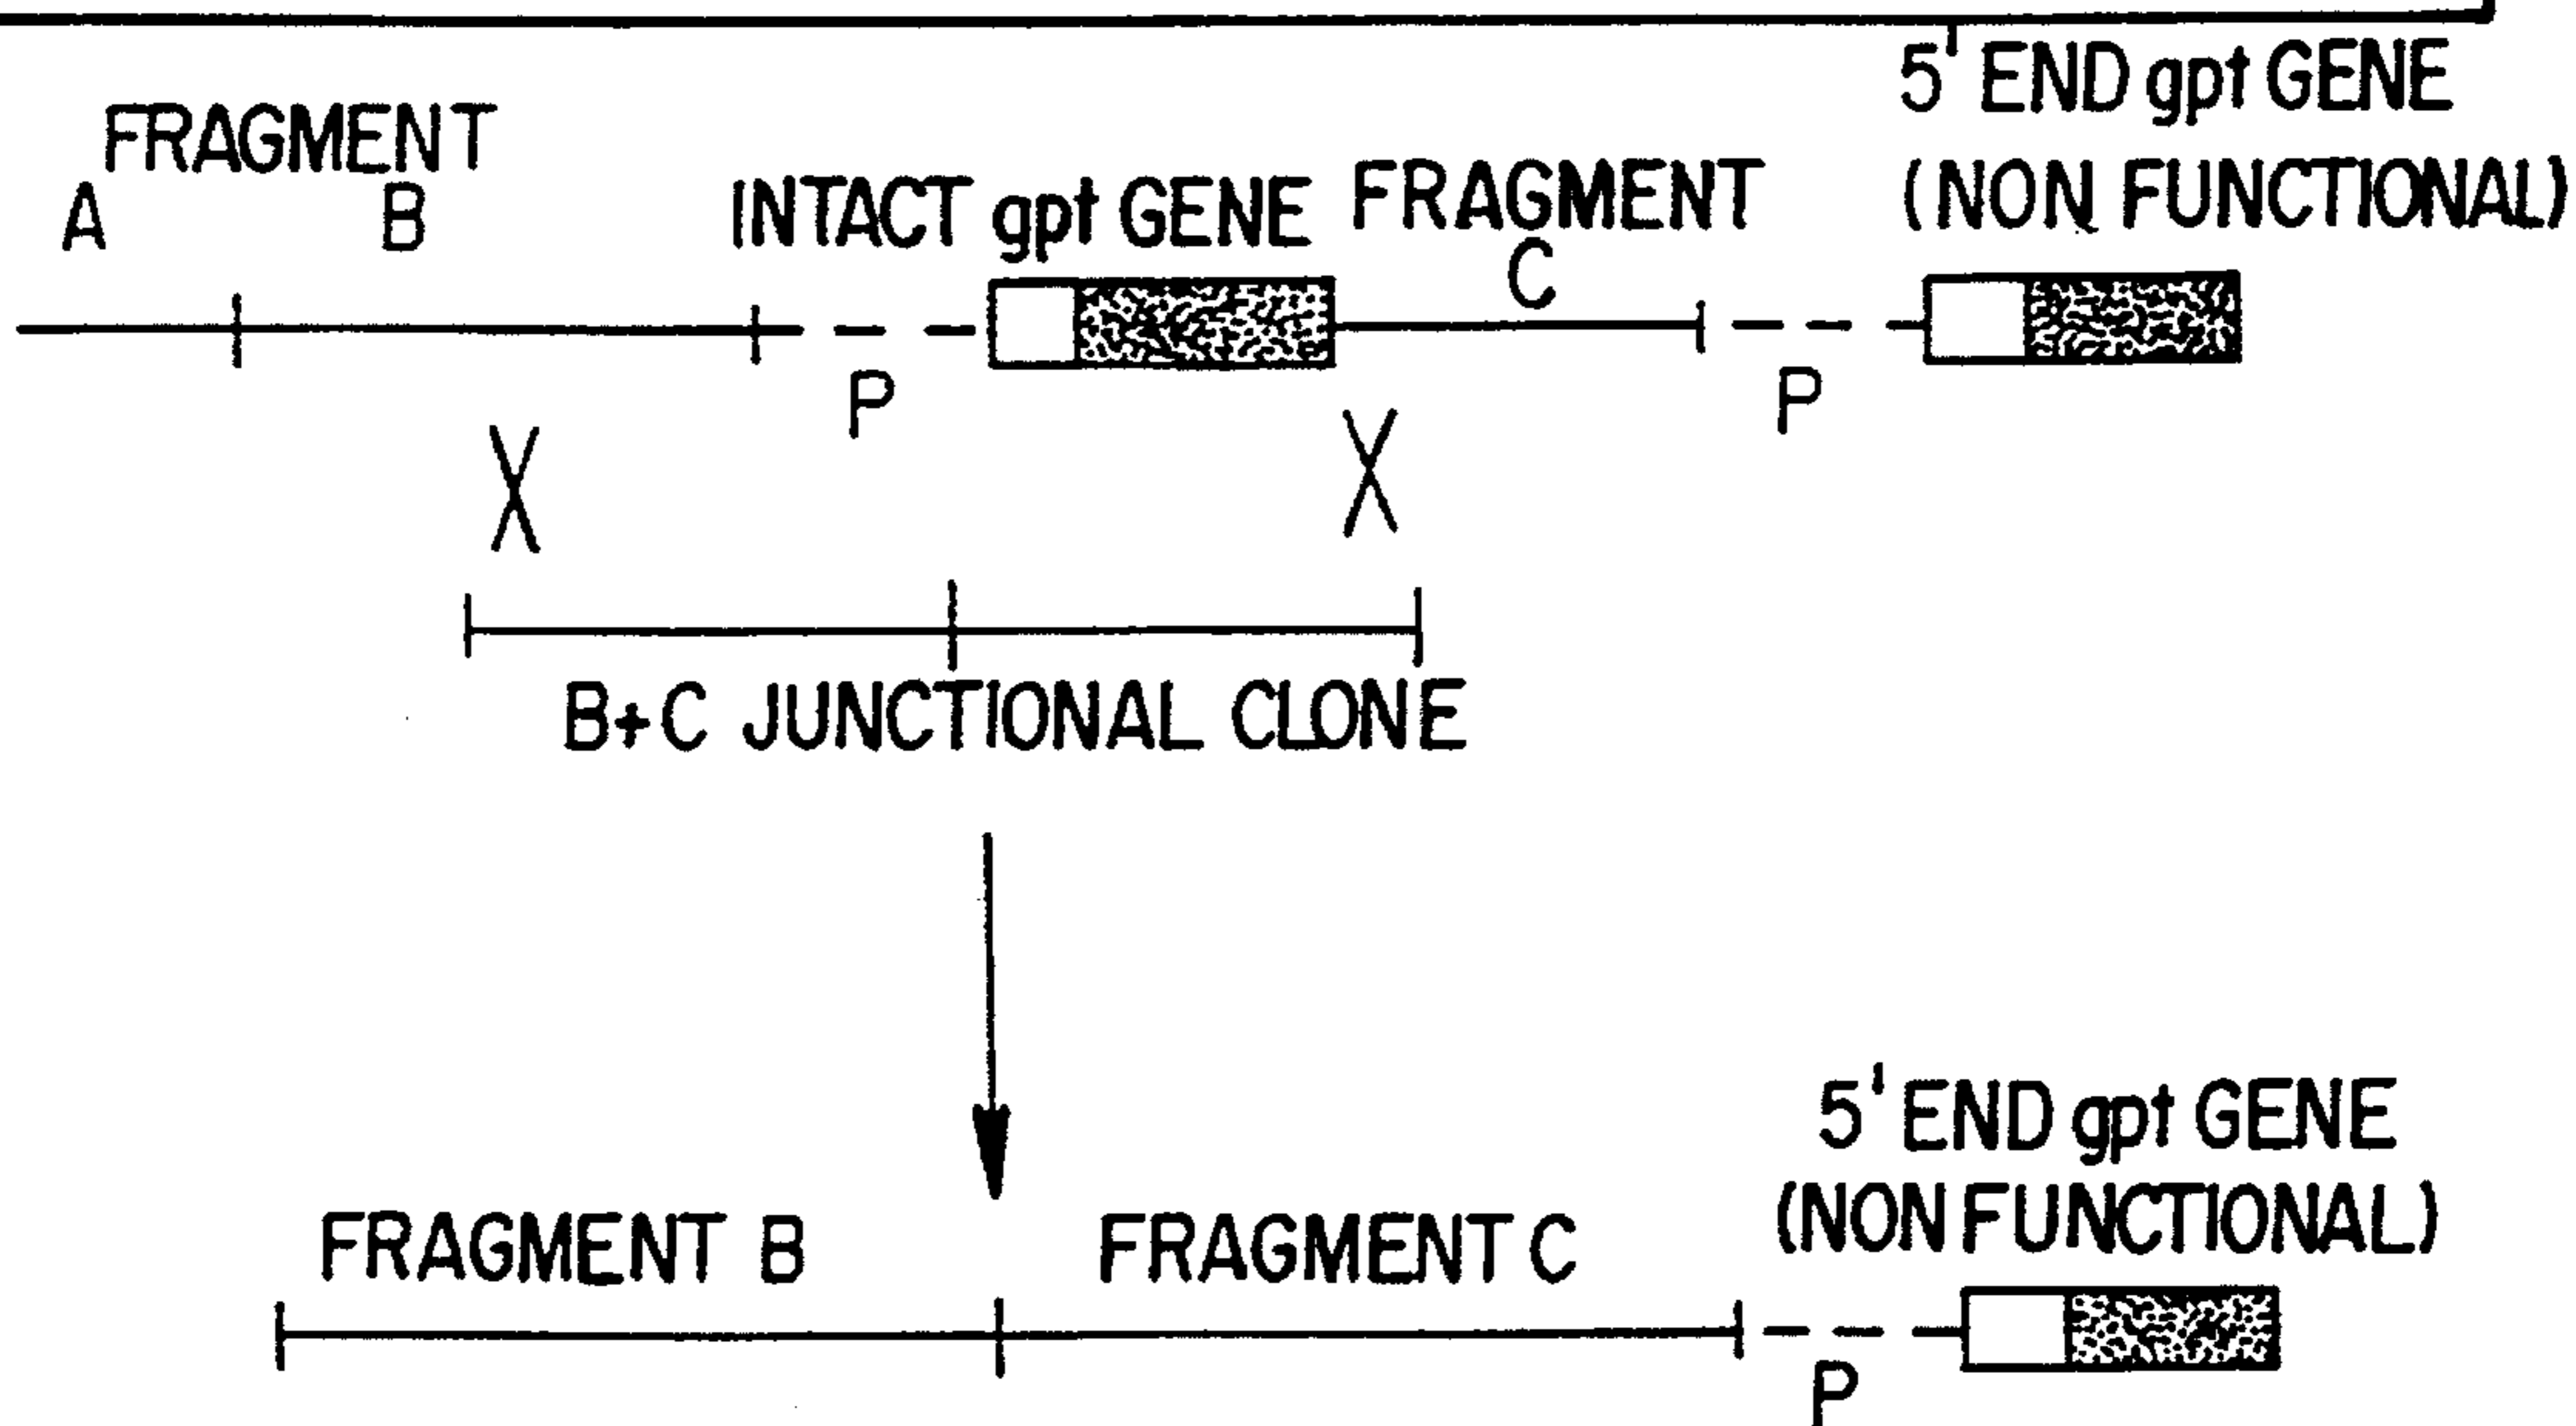 FRAGMENT
A B
INTACT gpt GENE
FRAGMENT
C
5' END gpt GENE
(NON FUNCTIONAL)
P
P
X X
B+C JUNCTIONAL CLONE
FRAGMENT B
FRAGMENT C
5' END gpt GENE
(NON FUNCTIONAL)
P